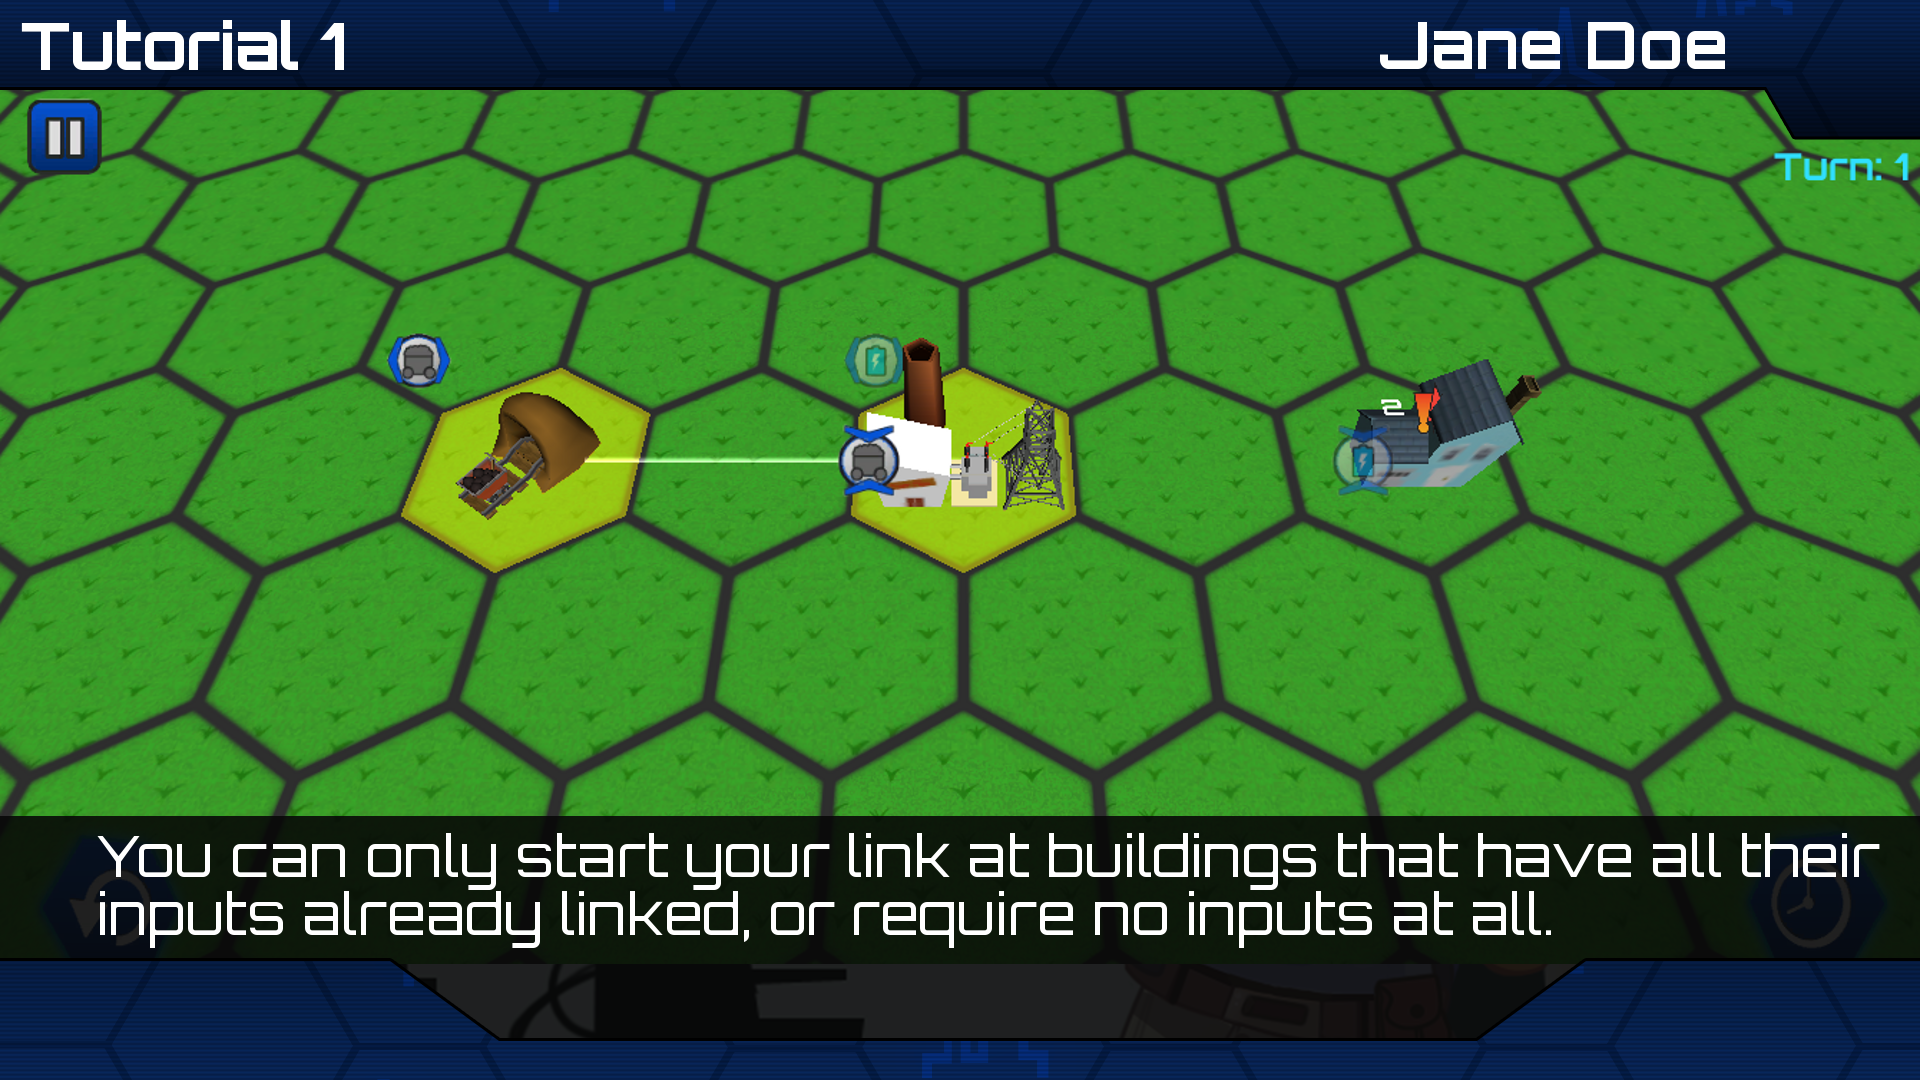 Tutorial 1
Jane Doe
Turn: 1
2
You can only start your link at buildings that have all their
inputs already linked, or require no inputs at all.